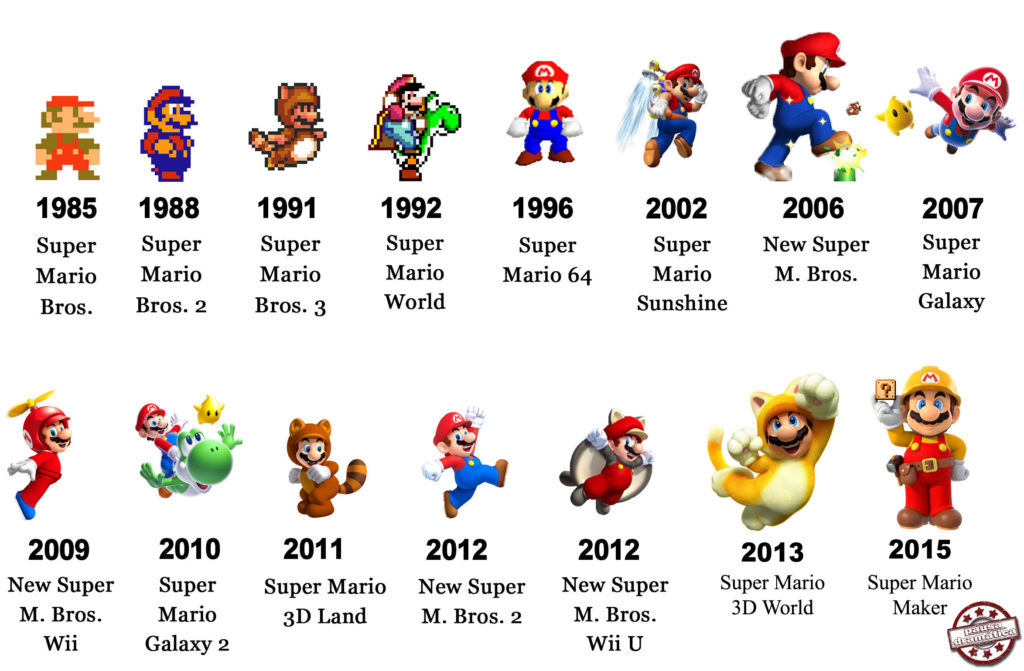 1985
Super
Mario
Bros.
1988
Super
Mario
Bros. 2
1991
Super
Mario
Bros. 3
1992
Super
Mario
World
1996
Super
Mario 64
2002
Super
Mario
Sunshine
2006
New Super
M. Bros.
2007
Super
Mario
Galaxy
2009
New Super
M. Bros.
Wii
2010
Super
Mario
Galaxy 2
2011
Super Mario
3D Land
2012
New Super
M. Bros. 2
2012
New Super
M. Bros.
Wii U
2013
Super Mario
3D World
2015
Super Mario
Maker
pausa
dramatica